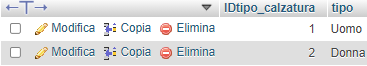 IDtipo_calzatura tipo
Modifica Copia Elimina 1 Uomo
Modifica Copia Elimina 2 Donna